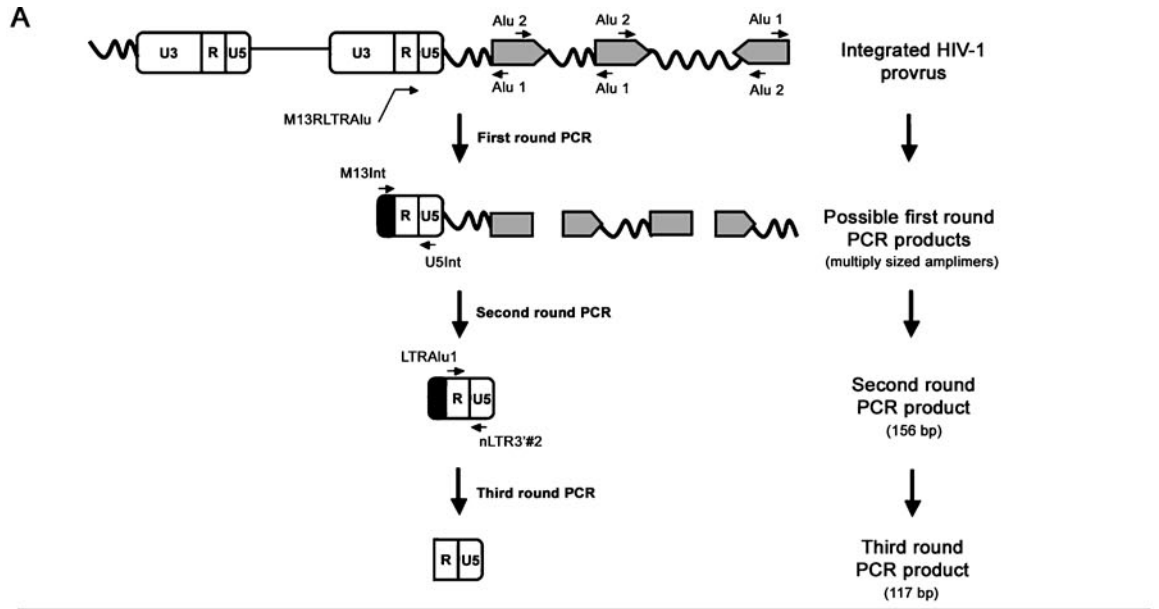 A
Alu 2
Alu 2
Alu 1
U3
R
U5
U3
R
U5
Integrated HIV-1
provrus
Alu 1
Alu 1
Alu 2
M13RLTRAlu
First round PCR
M13Int
R
U5
Possible first round
PCR products
(multiply sized amplimers)
U5Int
Second round PCR
LTRAlu1
R
U5
Second round
PCR product
(156 bp)
nLTR3'#2
Third round PCR
R
U5
Third round
PCR product
(117 bp)